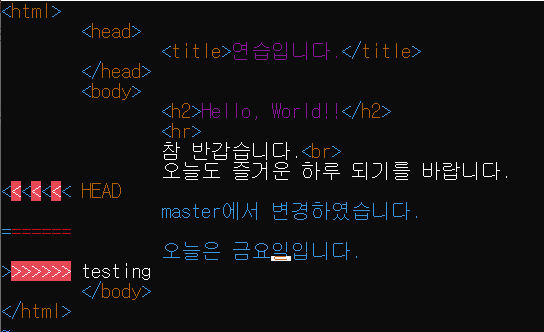 <html>
<head>
<title>연습입니다.</title>
</head>
<body>
<h2>Hello, World!!</h2>
<hr>
참 반갑습니다.<br>
오늘도 즐거운 하루 되기를 바랍니다.
<<<<<<< HEAD
master에서 변경하였습니다.
=======
오늘은 금요일입니다.
>>>>>>> testing
</body>
</html>
~